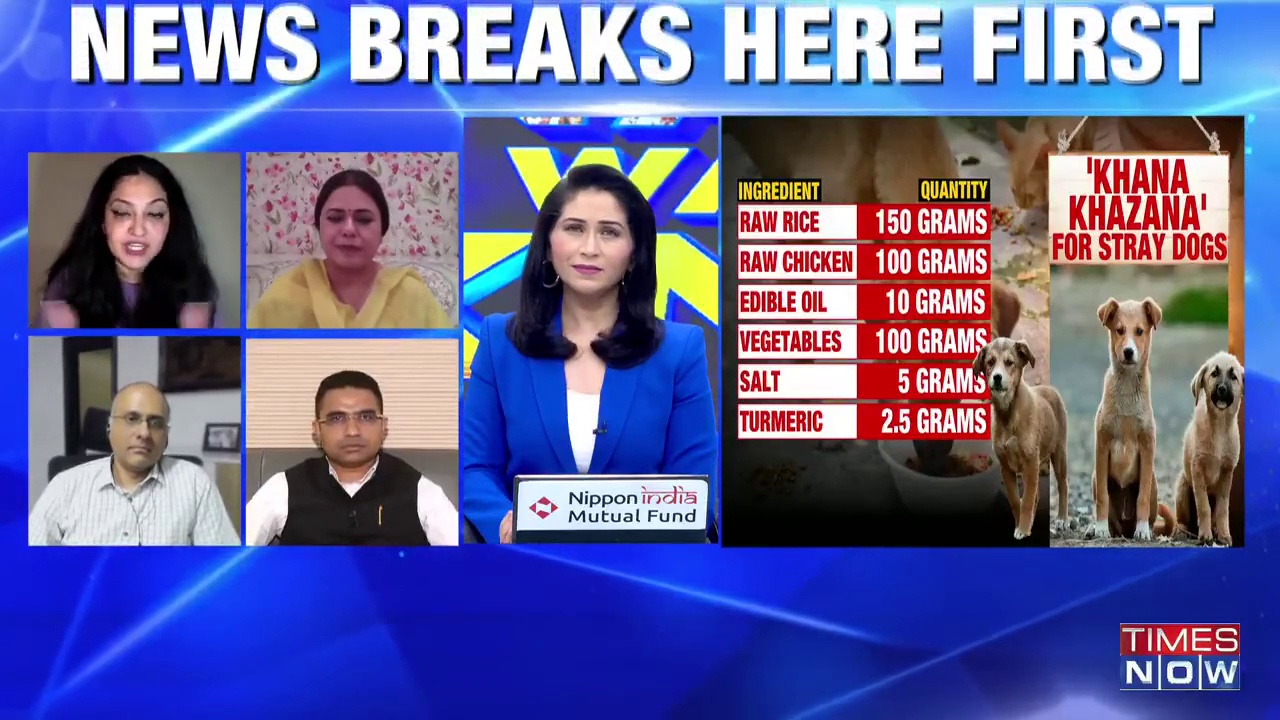 NEWS BREAKS HERE FIRST
INGREDIENT QUANTITY
RAW RICE 150 GRAMS
RAW CHICKEN 100 GRAMS
EDIBLE OIL 10 GRAMS
VEGETABLES 100 GRAMS
SALT 5 GRAMS
TURMERIC 2.5 GRAMS
'KHANA
KHAZANA'
FOR STRAY DOGS
Nippon india
Mutual Fund
TIMES
NOW